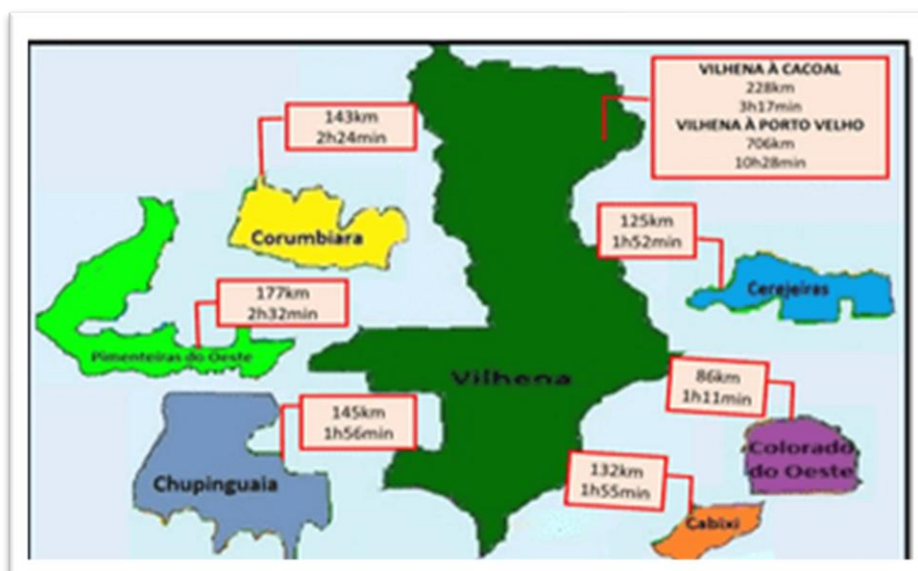 VILHENA À CACOAL
228km
3h17min
VILHENA À PORTO VELHO
706km
10h28min
143km
2h24min
Corumbiara
125km
1h52min
Cerejeiras
177km
2h32min
Pimenteiras do Oeste
Vilhena
86km
1h11min
145km
1h56min
Colorado
do Oeste
Chupinguaia
132km
1h55min
Cabixi